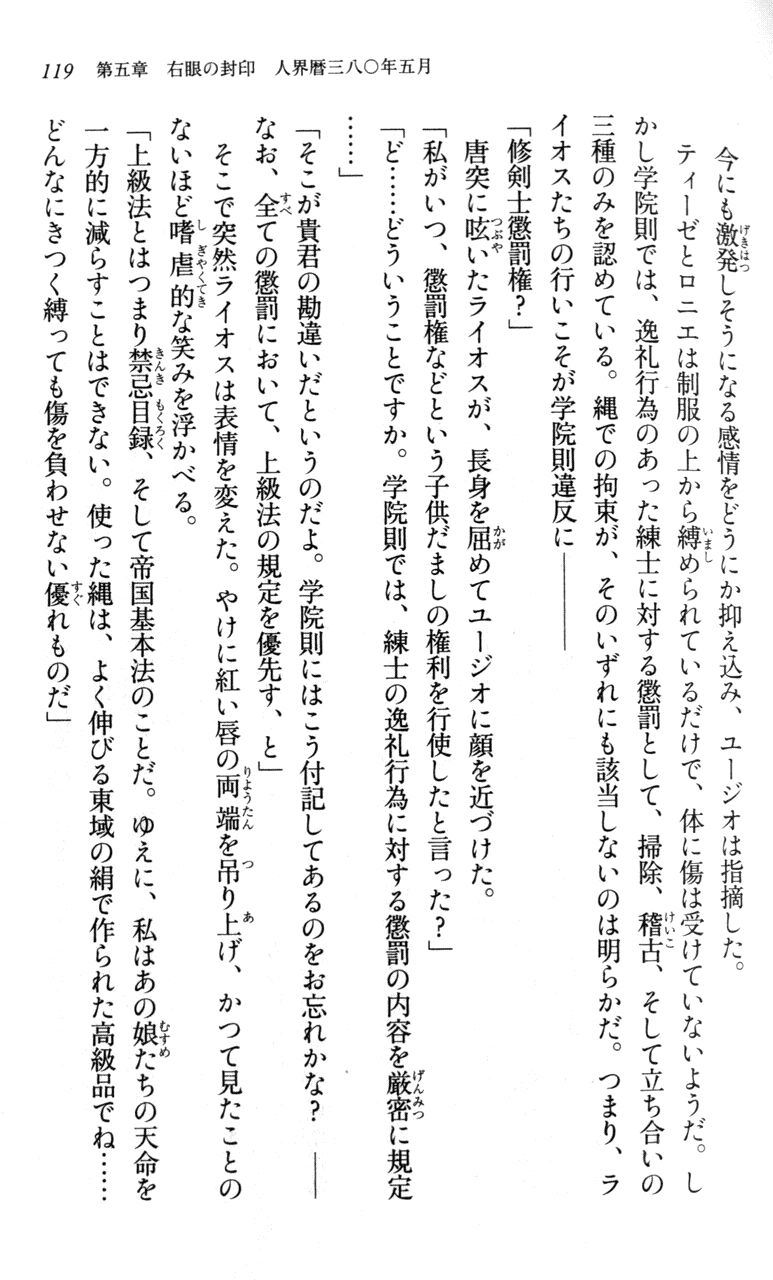 119 第五章 右眼の封印 人界暦三八〇年五月
今にも激発しそうになる感情をどうにか抑え込み、ユージオは指摘した。
ティーゼとロニエは制服の上から縛められているだけで、体に傷は受けていないようだ。し
かし学院則では、逸礼行為のあった練士に対する懲罰として、掃除、稽古、そして立ち合いの
三種のみを認めている。縄での拘束が、そのいずれにも該当しないのは明らかだ。つまり、ラ
イオスたちの行いこそが学院則違反に――――
「修剣士懲罰権？」
唐突に呟いたライオスが、長身を屈めてユージオに顔を近づけた。
「私がいつ、懲罰権などという子供だましの権利を行使したと言った？」
「ど……どういうことですか。学院則では、練士の逸礼行為に対する懲罰の内容を厳密に規定
……」
「そこが貴君の勘違いだというのだよ。学院則にはこう付記してあるのをお忘れかな？ ――
なお、全ての懲罰において、上級法の規定を優先す、と」
そこで突然ライオスは表情を変えた。やけに紅い唇の両端を吊り上げ、かつて見たことの
ないほど嗜虐的な笑みを浮かべる。
「上級法とはつまり禁忌目録、そして帝国基本法のことだ。ゆえに、私はあの娘たちの天命を
一方的に減らすことはできない。使った縄は、よく伸びる東域の絹で作られた高級品でね……
どんなにきつく縛っても傷を負わせない優れものだ」